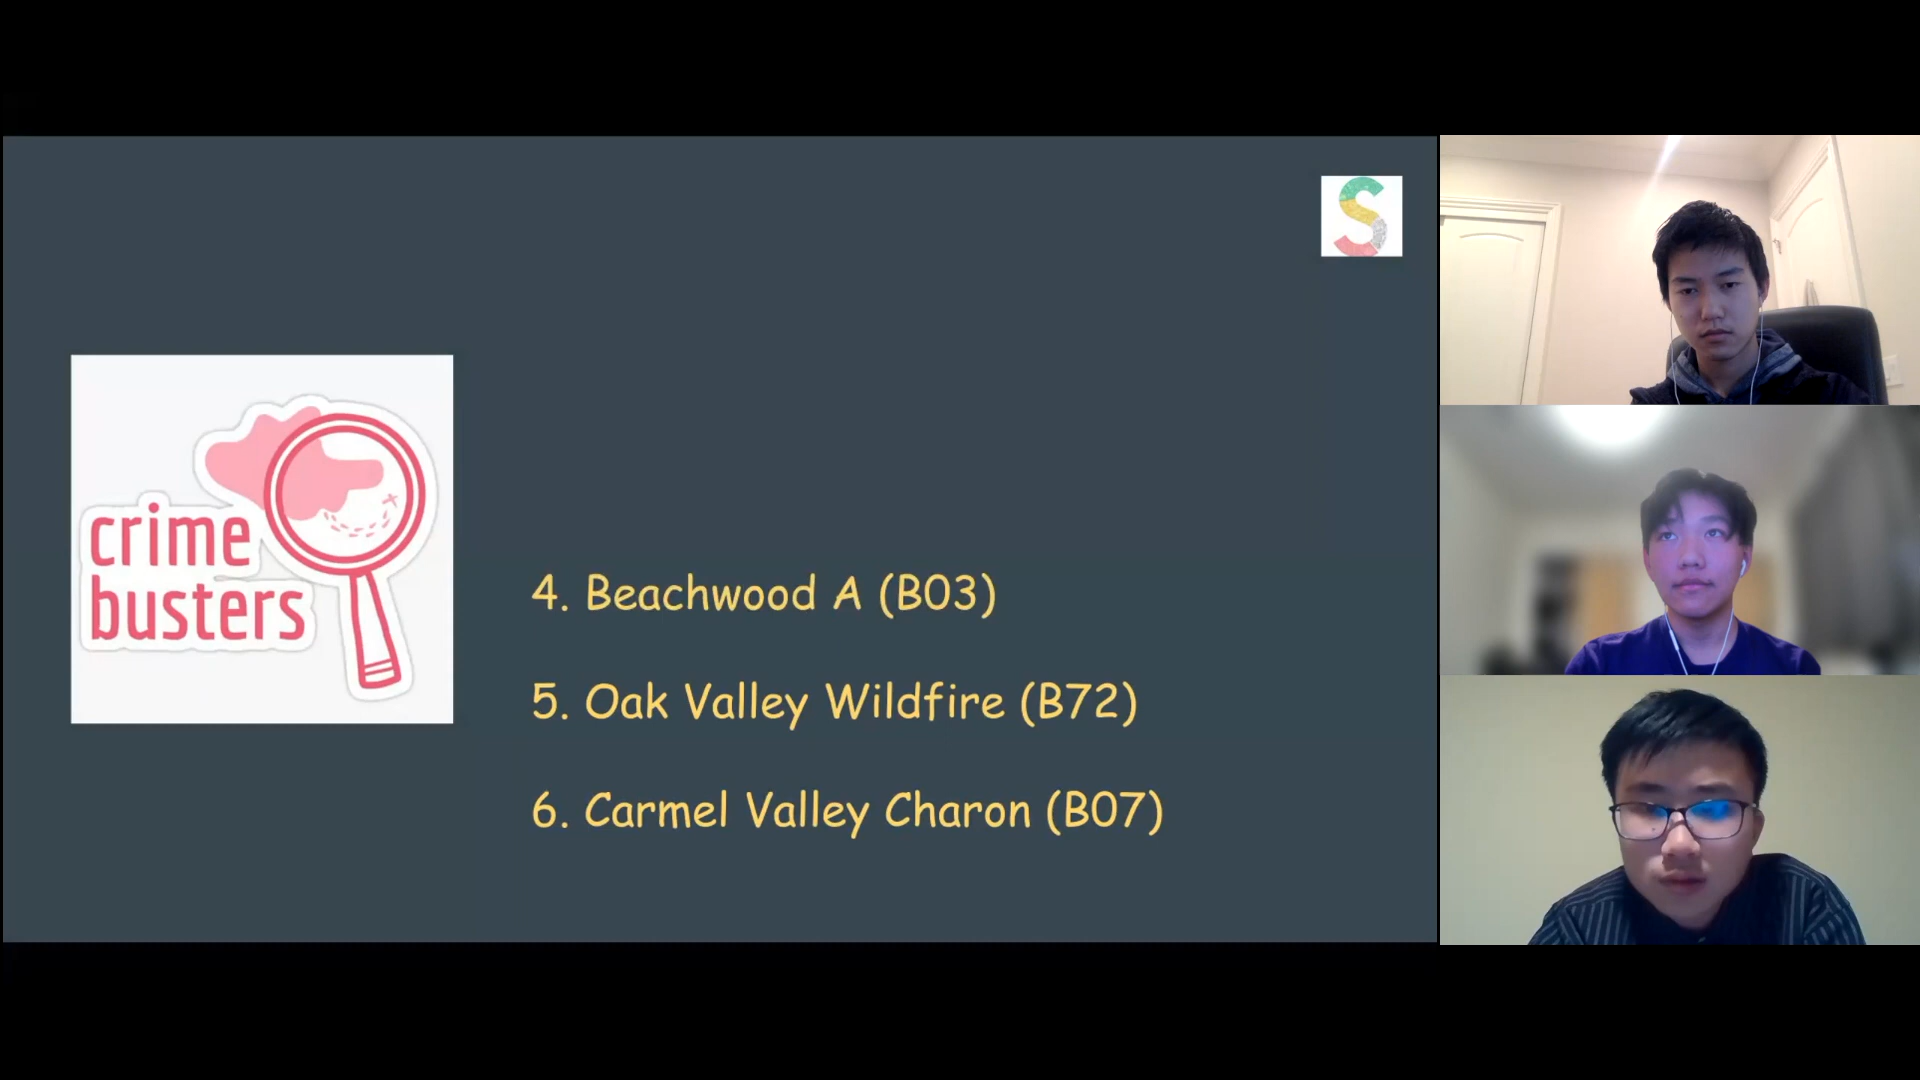 S
crime
busters
4. Beachwood A (B03)
5. Oak Valley Wildfire (B72)
6. Carmel Valley Charon (B07)